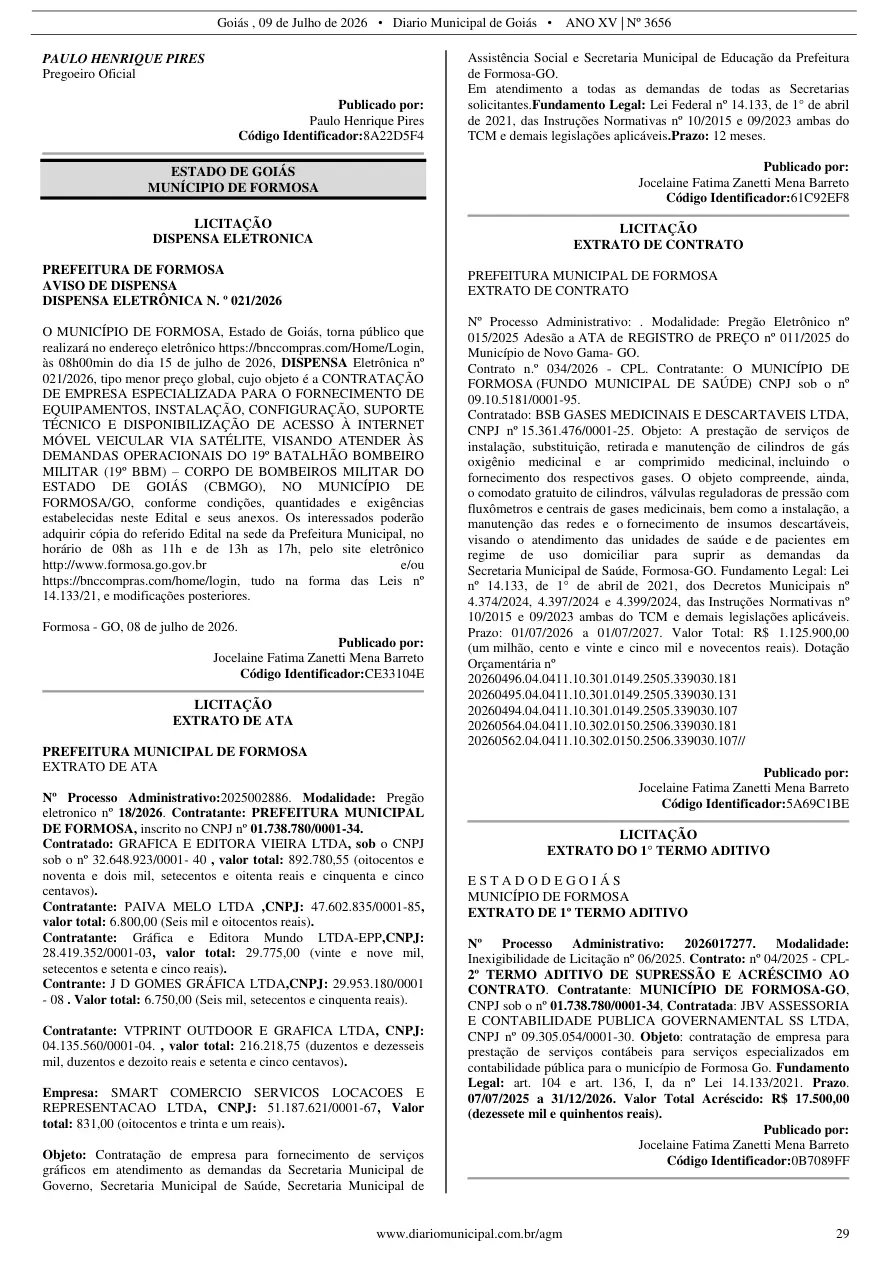 Goiás , 09 de Julho de 2026 • Diario Municipal de Goiás • ANO XV | Nº 3656
PAULO HENRIQUE PIRES
Pregoeiro Oficial
Publicado por:
Paulo Henrique Pires
Código Identificador:8A22D5F4
ESTADO DE GOIÁS
MUNÍCIPIO DE FORMOSA
LICITAÇÃO
DISPENSA ELETRONICA
PREFEITURA DE FORMOSA
AVISO DE DISPENSA
DISPENSA ELETRÔNICA N. º 021/2026
O MUNICÍPIO DE FORMOSA, Estado de Goiás, torna público que
realizará no endereço eletrônico https://bnccompras.com/Home/Login,
às 08h00min do dia 15 de julho de 2026, DISPENSA Eletrônica nº
021/2026, tipo menor preço global, cujo objeto é a CONTRATAÇÃO
DE EMPRESA ESPECIALIZADA PARA O FORNECIMENTO DE
EQUIPAMENTOS, INSTALAÇÃO, CONFIGURAÇÃO, SUPORTE
TÉCNICO E DISPONIBILIZAÇÃO DE ACESSO À INTERNET
MÓVEL VEICULAR VIA SATÉLITE, VISANDO ATENDER ÀS
DEMANDAS OPERACIONAIS DO 19º BATALHÃO BOMBEIRO
MILITAR (19º BBM) – CORPO DE BOMBEIROS MILITAR DO
ESTADO DE GOIÁS (CBMGO), NO MUNICÍPIO DE
FORMOSA/GO, conforme condições, quantidades e exigências
estabelecidas neste Edital e seus anexos. Os interessados poderão
adquirir cópia do referido Edital na sede da Prefeitura Municipal, no
horário de 08h as 11h e de 13h as 17h, pelo site eletrônico
http://www.formosa.go.gov.br e/ou
https://bnccompras.com/home/login, tudo na forma das Leis nº
14.133/21, e modificações posteriores.
Formosa - GO, 08 de julho de 2026.
Publicado por:
Jocelaine Fatima Zanetti Mena Barreto
Código Identificador:CE33104E
LICITAÇÃO
EXTRATO DE ATA
PREFEITURA MUNICIPAL DE FORMOSA
EXTRATO DE ATA
Nº Processo Administrativo:2025002886. Modalidade: Pregão
eletronico nº 18/2026. Contratante: PREFEITURA MUNICIPAL
DE FORMOSA, inscrito no CNPJ nº 01.738.780/0001-34.
Contratado: GRAFICA E EDITORA VIEIRA LTDA, sob o CNPJ
sob o nº 32.648.923/0001- 40 , valor total: 892.780,55 (oitocentos e
noventa e dois mil, setecentos e oitenta reais e cinquenta e cinco
centavos).
Contratante: PAIVA MELO LTDA ,CNPJ: 47.602.835/0001-85,
valor total: 6.800,00 (Seis mil e oitocentos reais).
Contratante: Gráfica e Editora Mundo LTDA-EPP,CNPJ:
28.419.352/0001-03, valor total: 29.775,00 (vinte e nove mil,
setecentos e setenta e cinco reais).
Contrante: J D GOMES GRÁFICA LTDA,CNPJ: 29.953.180/0001
- 08 . Valor total: 6.750,00 (Seis mil, setecentos e cinquenta reais).
Contratante: VTPRINT OUTDOOR E GRAFICA LTDA, CNPJ:
04.135.560/0001-04. , valor total: 216.218,75 (duzentos e dezesseis
mil, duzentos e dezoito reais e setenta e cinco centavos).
Empresa: SMART COMERCIO SERVICOS LOCACOES E
REPRESENTACAO LTDA, CNPJ: 51.187.621/0001-67, Valor
total: 831,00 (oitocentos e trinta e um reais).
Objeto: Contratação de empresa para fornecimento de serviços
gráficos em atendimento as demandas da Secretaria Municipal de
Governo, Secretaria Municipal de Saúde, Secretaria Municipal de
Assistência Social e Secretaria Municipal de Educação da Prefeitura
de Formosa-GO.
Em atendimento a todas as demandas de todas as Secretarias
solicitantes.Fundamento Legal: Lei Federal nº 14.133, de 1° de abril
de 2021, das Instruções Normativas nº 10/2015 e 09/2023 ambas do
TCM e demais legislações aplicáveis.Prazo: 12 meses.
Publicado por:
Jocelaine Fatima Zanetti Mena Barreto
Código Identificador:61C92EF8
LICITAÇÃO
EXTRATO DE CONTRATO
PREFEITURA MUNICIPAL DE FORMOSA
EXTRATO DE CONTRATO
Nº Processo Administrativo: . Modalidade: Pregão Eletrônico nº
015/2025 Adesão a ATA de REGISTRO de PREÇO nº 011/2025 do
Município de Novo Gama- GO.
Contrato n.º 034/2026 - CPL. Contratante: O MUNICÍPIO DE
FORMOSA (FUNDO MUNICIPAL DE SAÚDE) CNPJ sob o nº
09.10.5181/0001-95.
Contratado: BSB GASES MEDICINAIS E DESCARTAVEIS LTDA,
CNPJ nº 15.361.476/0001-25. Objeto: A prestação de serviços de
instalação, substituição, retirada e manutenção de cilindros de gás
oxigênio medicinal e ar comprimido medicinal, incluindo o
fornecimento dos respectivos gases. O objeto compreende, ainda,
o comodato gratuito de cilindros, válvulas reguladoras de pressão com
fluxômetros e centrais de gases medicinais, bem como a instalação, a
manutenção das redes e o fornecimento de insumos descartáveis,
visando o atendimento das unidades de saúde e de pacientes em
regime de uso domiciliar para suprir as demandas da
Secretaria Municipal de Saúde, Formosa-GO. Fundamento Legal: Lei
nº 14.133, de 1° de abril de 2021, dos Decretos Municipais nº
4.374/2024, 4.397/2024 e 4.399/2024, das Instruções Normativas nº
10/2015 e 09/2023 ambas do TCM e demais legislações aplicáveis.
Prazo: 01/07/2026 a 01/07/2027. Valor Total: R$ 1.125.900,00
(um milhão, cento e vinte e cinco mil e novecentos reais). Dotação
Orçamentária nº
20260496.04.0411.10.301.0149.2505.339030.181
20260495.04.0411.10.301.0149.2505.339030.131
20260494.04.0411.10.301.0149.2505.339030.107
20260564.04.0411.10.302.0150.2506.339030.181
20260562.04.0411.10.302.0150.2506.339030.107//
Publicado por:
Jocelaine Fatima Zanetti Mena Barreto
Código Identificador:5A69C1BE
LICITAÇÃO
EXTRATO DO 1° TERMO ADITIVO
E S T A D O D E G O I Á S
MUNICÍPIO DE FORMOSA
EXTRATO DE 1º TERMO ADITIVO
Nº Processo Administrativo: 2026017277. Modalidade:
Inexigibilidade de Licitação nº 06/2025. Contrato: nº 04/2025 - CPL-
2º TERMO ADITIVO DE SUPRESSÃO E ACRÉSCIMO AO
CONTRATO. Contratante: MUNICÍPIO DE FORMOSA-GO,
CNPJ sob o nº 01.738.780/0001-34, Contratada: JBV ASSESSORIA
E CONTABILIDADE PUBLICA GOVERNAMENTAL SS LTDA,
CNPJ nº 09.305.054/0001-30. Objeto: contratação de empresa para
prestação de serviços contábeis para serviços especializados em
contabilidade pública para o município de Formosa Go. Fundamento
Legal: art. 104 e art. 136, I, da nº Lei 14.133/2021. Prazo.
07/07/2025 a 31/12/2026. Valor Total Acréscido: R$ 17.500,00
(dezessete mil e quinhentos reais).
Publicado por:
Jocelaine Fatima Zanetti Mena Barreto
Código Identificador:0B7089FF
www.diariomunicipal.com.br/agm 29